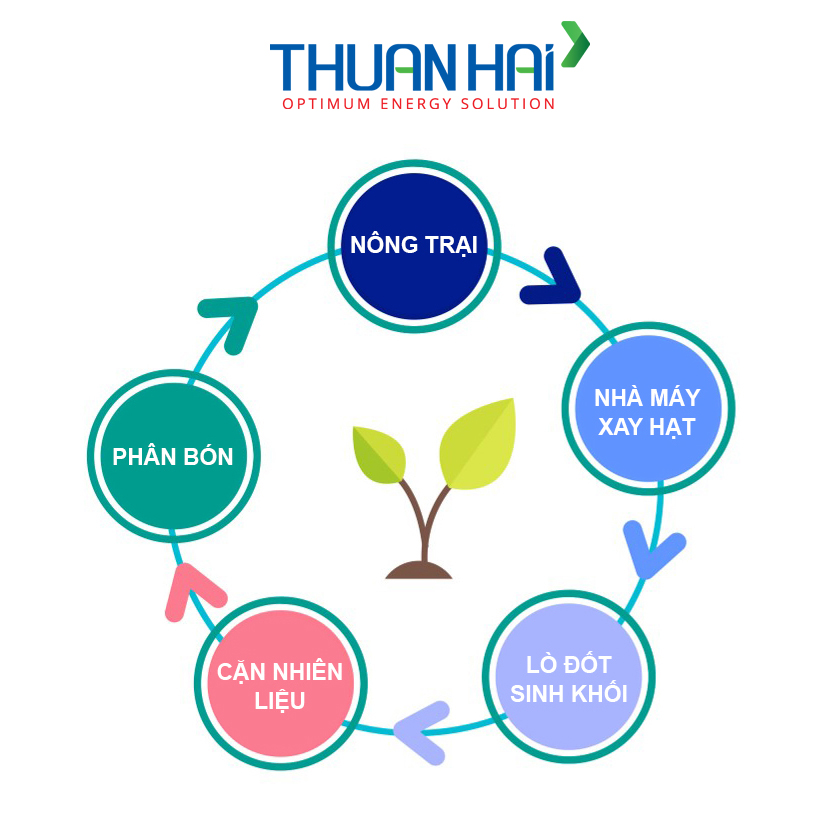 THUAN HAI
OPTIMUM ENERGY SOLUTION
NÔNG TRẠI
NHÀ MÁY
XAY HẠT
LÒ ĐỐT
SINH KHỐI
CẶN NHIÊN
LIỆU
PHÂN BÓN